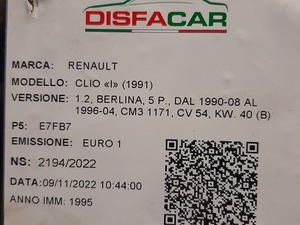 DISFACAR
MARCA: RENAULT
MODELLO: CLIO «I» (1991)
VERSIONE: 1.2, BERLINA, 5 P., DAL 1990-08 AL
1996-04, CM3 1171, CV 54, KW. 40 (B)
P5: E7FB7
EMISSIONE: EURO 1
NS: 2194/2022
DATA:09/11/2022 10:44:00
ANNO IMM: 1995